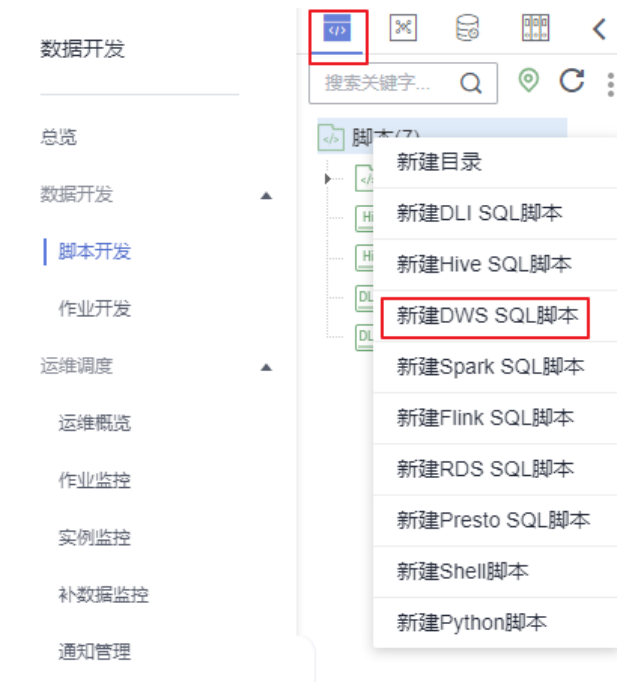 数据开发
总览
数据开发
脚本开发
作业开发
运维调度
运维概览
作业监控
实例监控
补数据监控
通知管理
搜索关键字...
脚本(7)
新建目录
新建DLI SQL脚本
新建Hive SQL脚本
新建DWS SQL脚本
新建Spark SQL脚本
新建Flink SQL脚本
新建RDS SQL脚本
新建Presto SQL脚本
新建Shell脚本
新建Python脚本